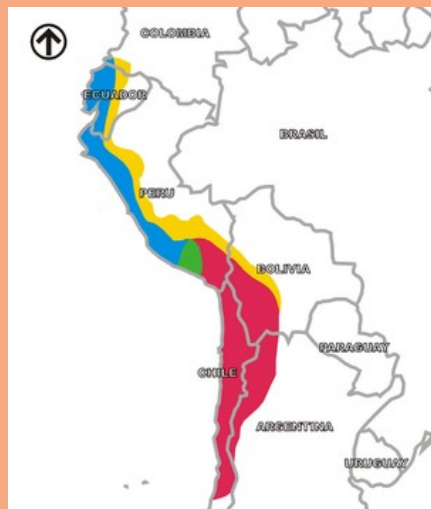 COLOMBIA
ECUADOR
BRASIL
PERU
BOLIVIA
PARAGUAY
CHILE
ARGENTINA
URUGUAY